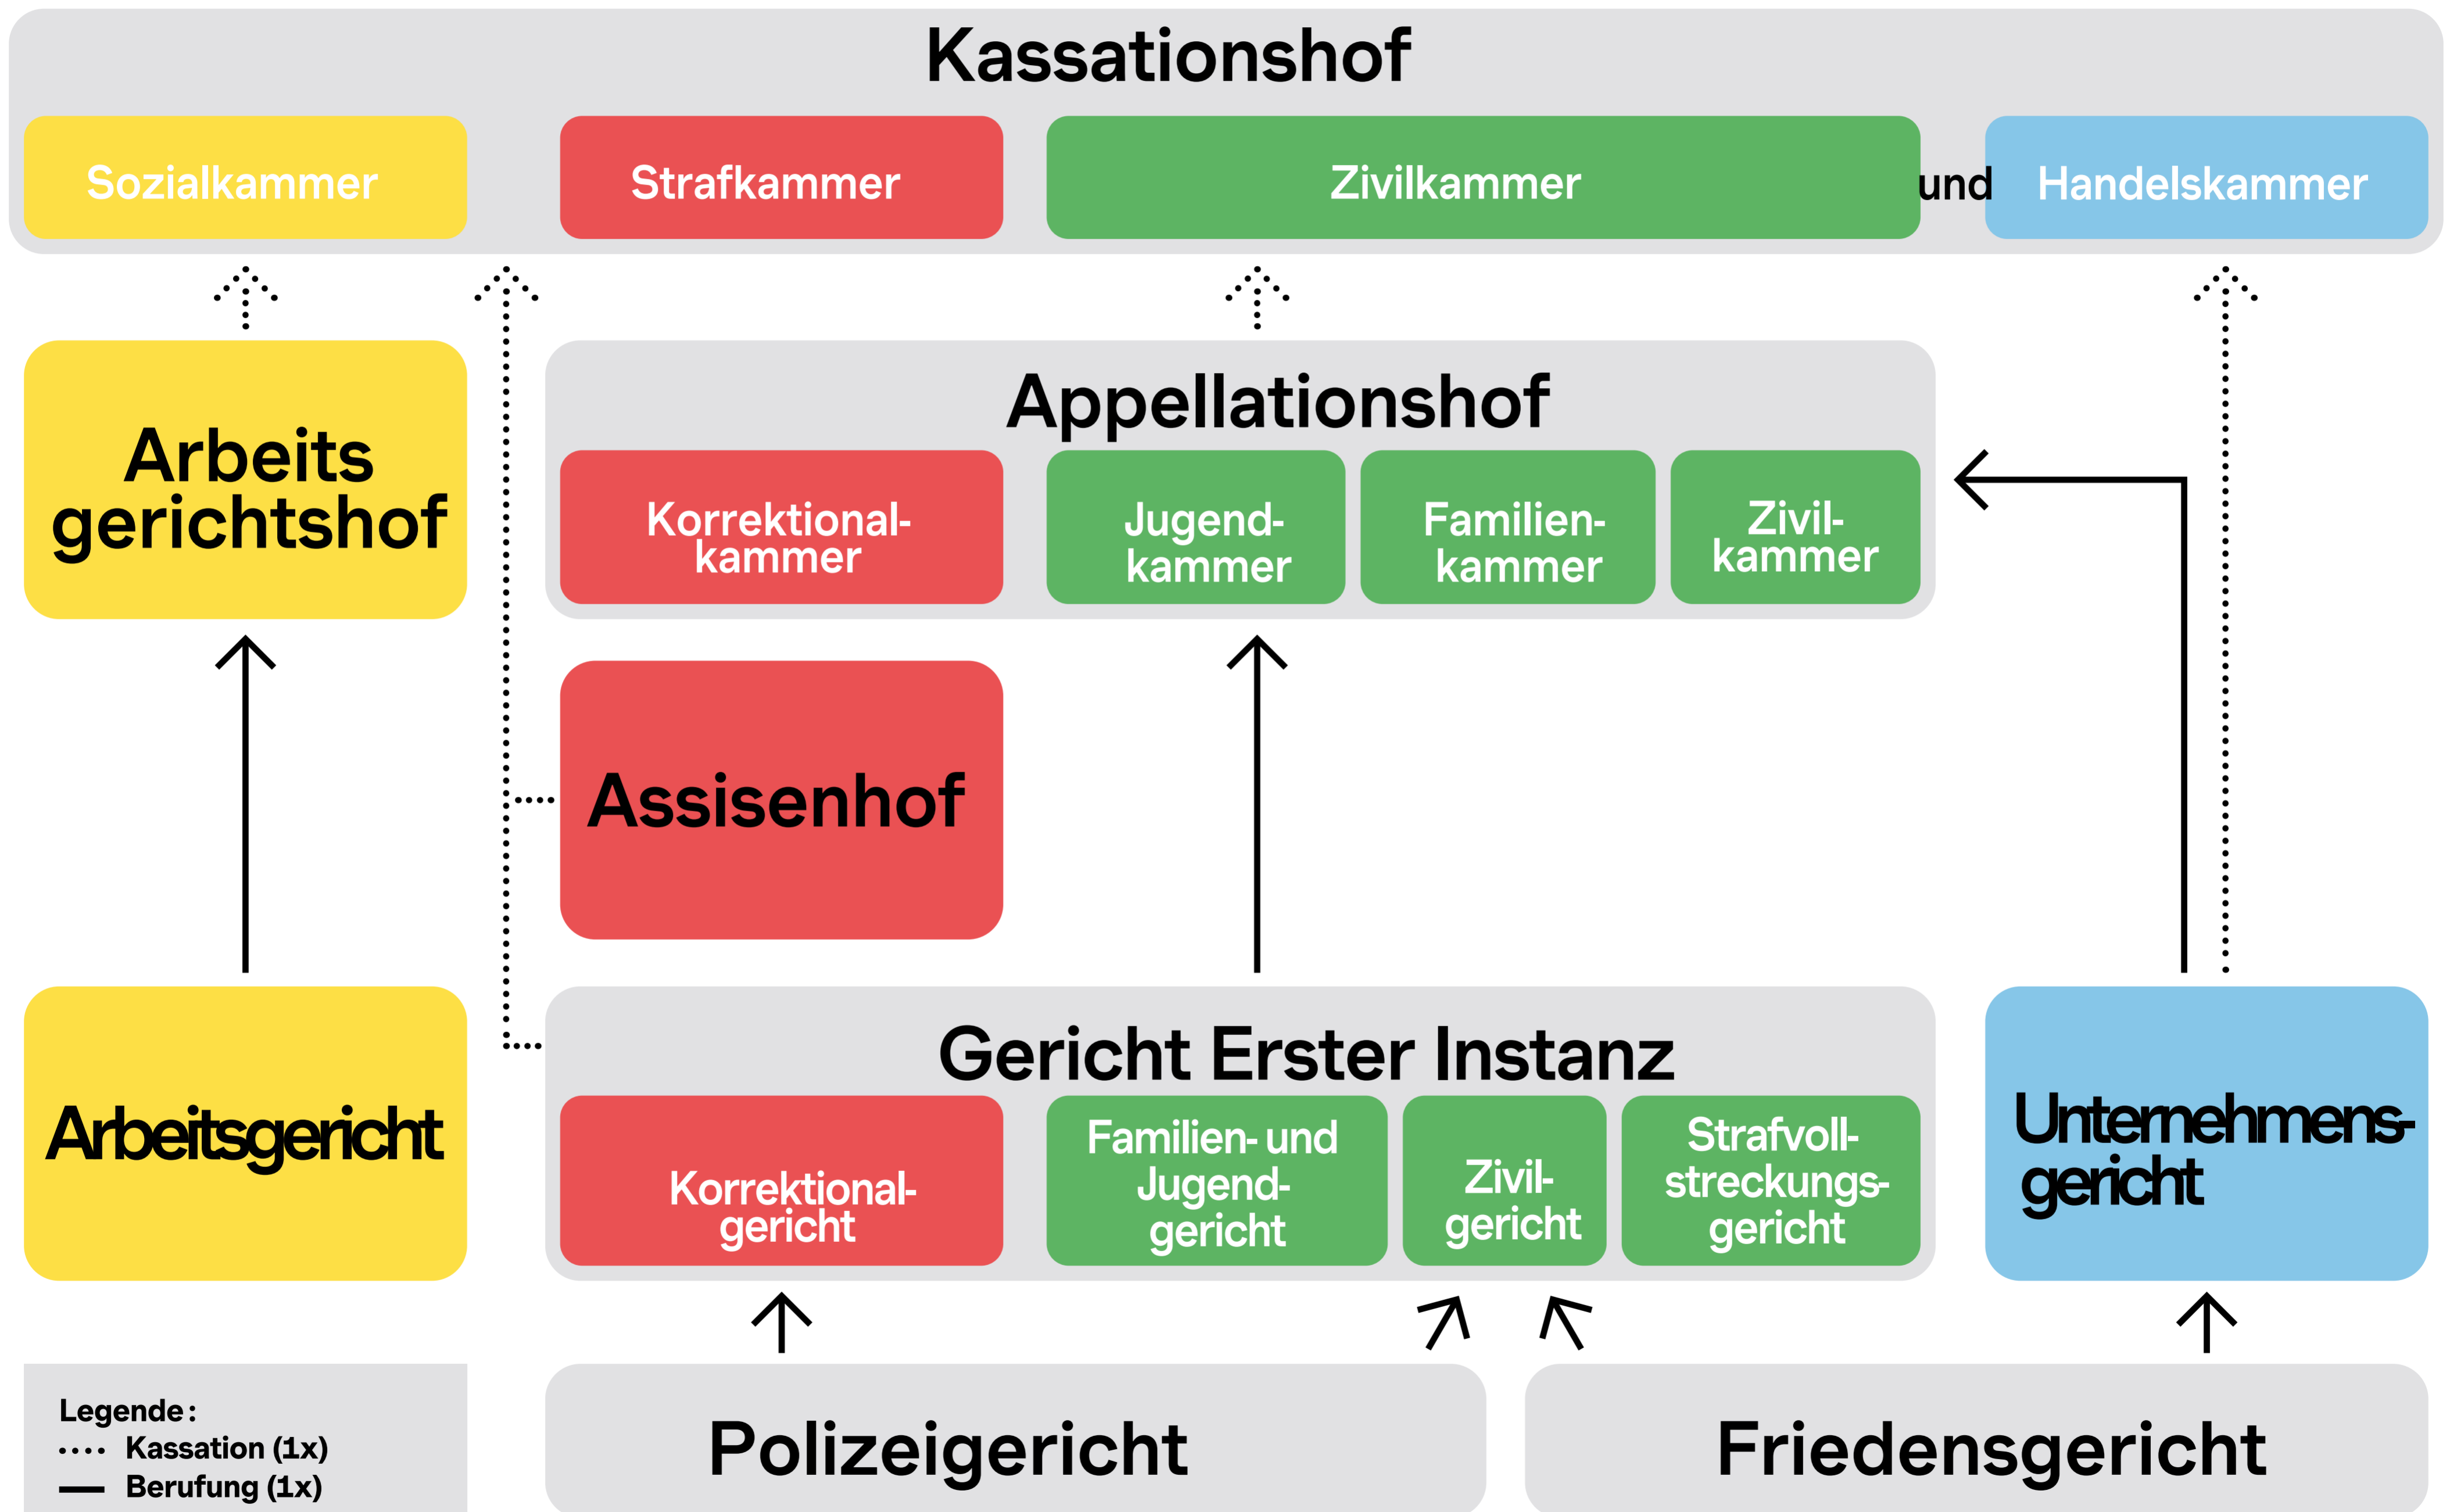 Kassationshof
Sozialkammer
Strafkammer
Zivilkammer
und
Handelskammer
Arbeits
gerichtshof
Appellationshof
Korrektional-
kammer
Jugend-
kammer
Familien-
kammer
Zivil-
kammer
Assisenhof
Arbeitsgericht
Gericht Erster Instanz
Korrektional-
gericht
Familien- und
Jugend-
gericht
Zivil-
gericht
Strafvoll-
streckungs-
gericht
Unternehmens-
gericht
Legende:
Kassation (1x)
Berufung (1x)
Polizeigericht
Friedensgericht